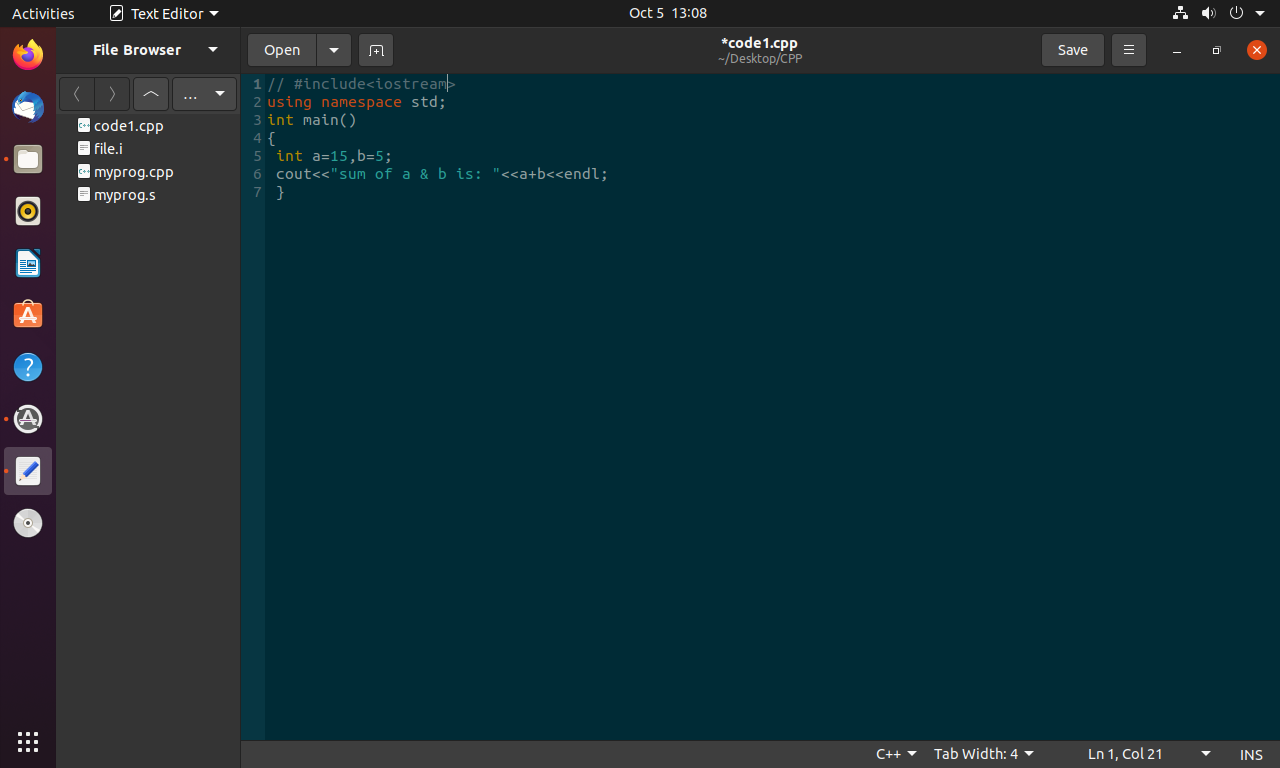 Activities Text Editor Oct 5 13:08
File Browser Open *code1.cpp Save
~/Desktop/CPP
...
code1.cpp
file.i
myprog.cpp
myprog.s
1 // #include<iostream>
2 using namespace std;
3 int main()
4 {
5 int a=15,b=5;
6 cout<<"sum of a & b is: "<<a+b<<endl;
7 }
C++ Tab Width: 4 Ln 1, Col 21 INS